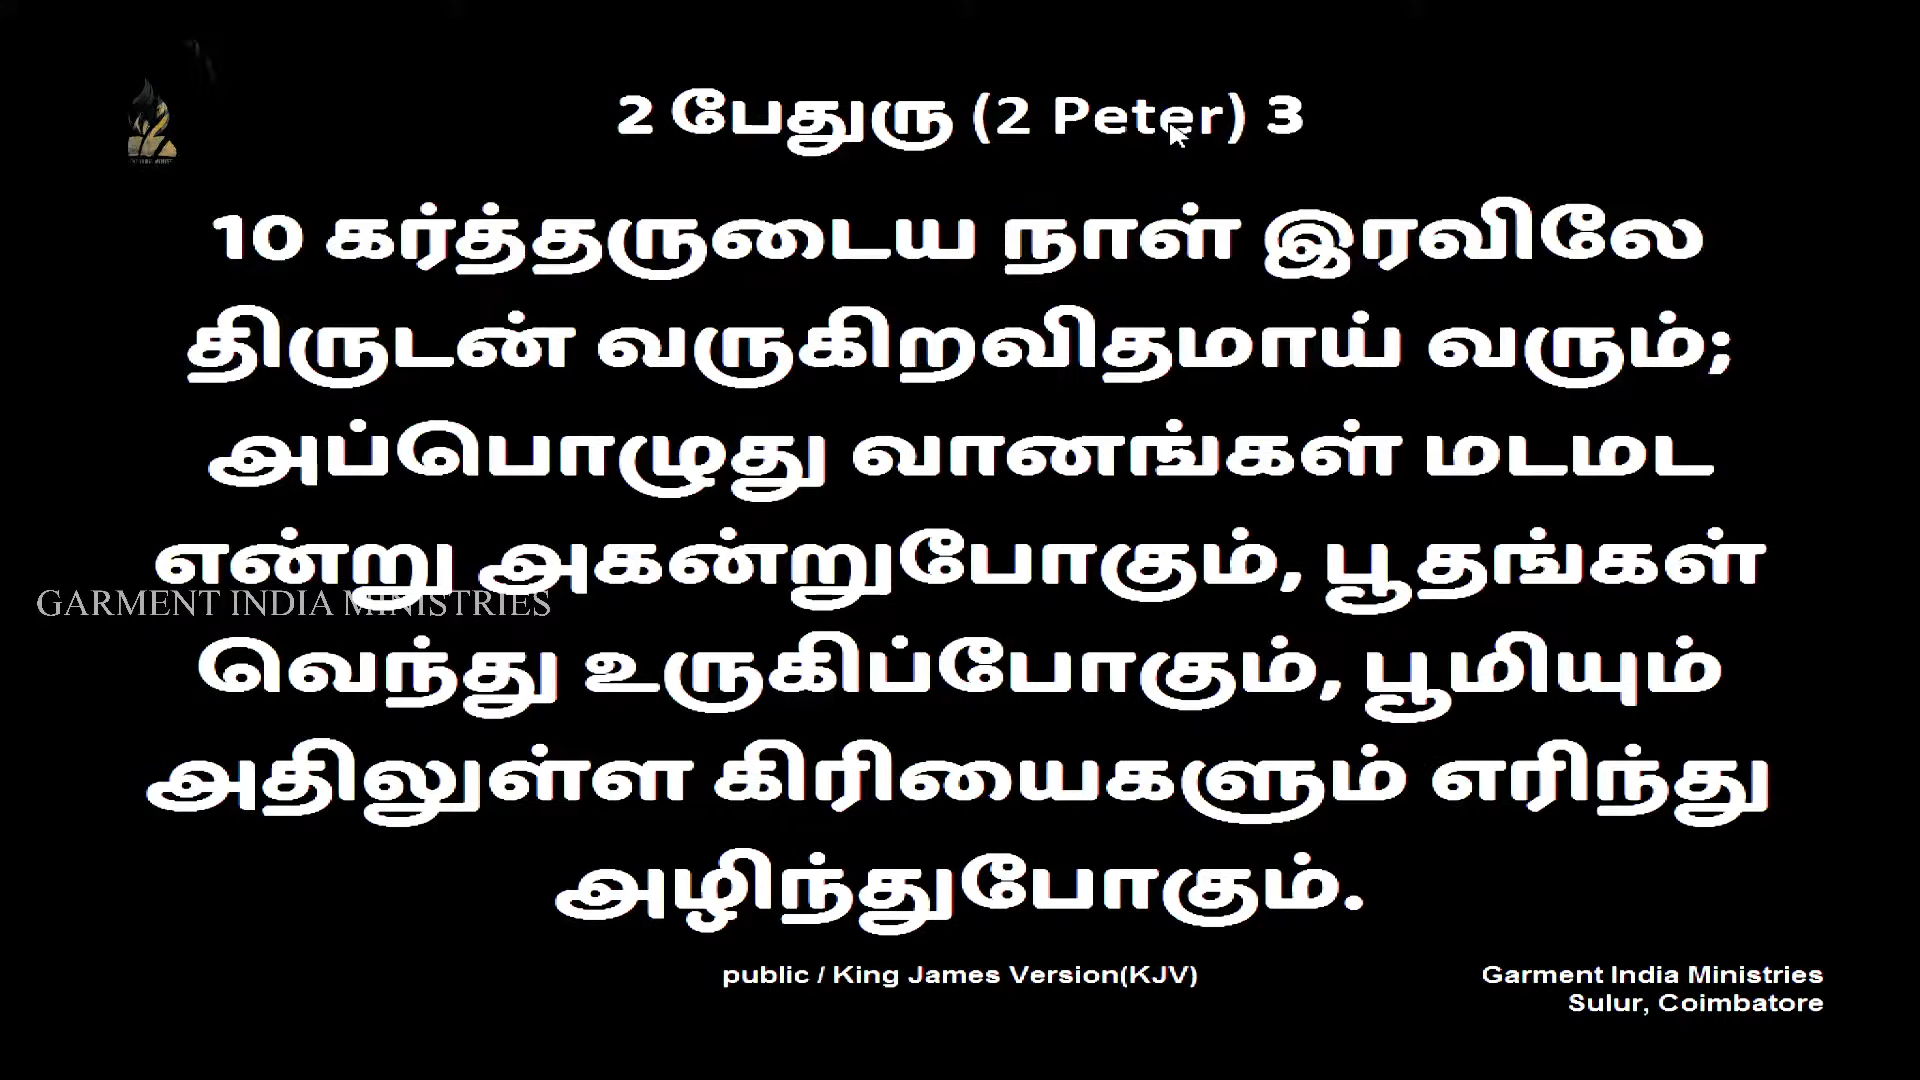 2 பேதுரு (2 Peter) 3
10 கர்த்தருடைய நாள் இரவிலே
திருடன் வருகிறவிதமாய் வரும்;
அப்பொழுது வானங்கள் மடமட
என்று அகன்றுபோகும், பூதங்கள்
GARMENT INDIA MINISTRIES
வெந்து உருகிப்போகும், பூமியும்
அதிலுள்ள கிரியைகளும் எரிந்து
அழிந்துபோகும்.
public / King James Version(KJV)
Garment India Ministries
Sulur, Coimbatore